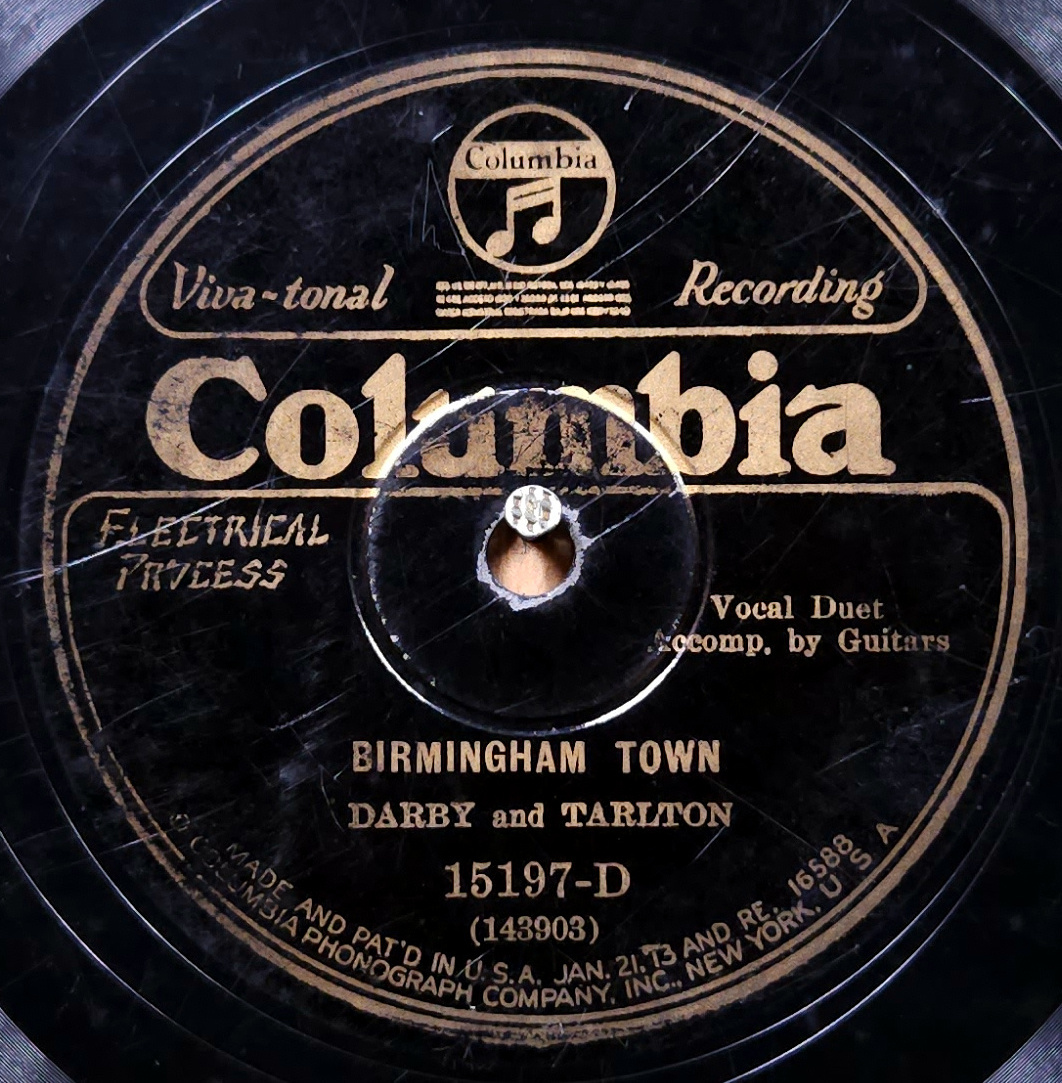 Columbia
Viva-tonal Recording
Columbia
ELECTRICAL
PROCESS
Vocal Duet
Accomp. by Guitars
BIRMINGHAM TOWN
DARBY and TARLTON
15197-D
(143903)
MADE AND PAT'D IN U.S.A. JAN. 21,'13 AND RE. 16588
COLUMBIA PHONOGRAPH COMPANY, INC., NEW YORK, U S A